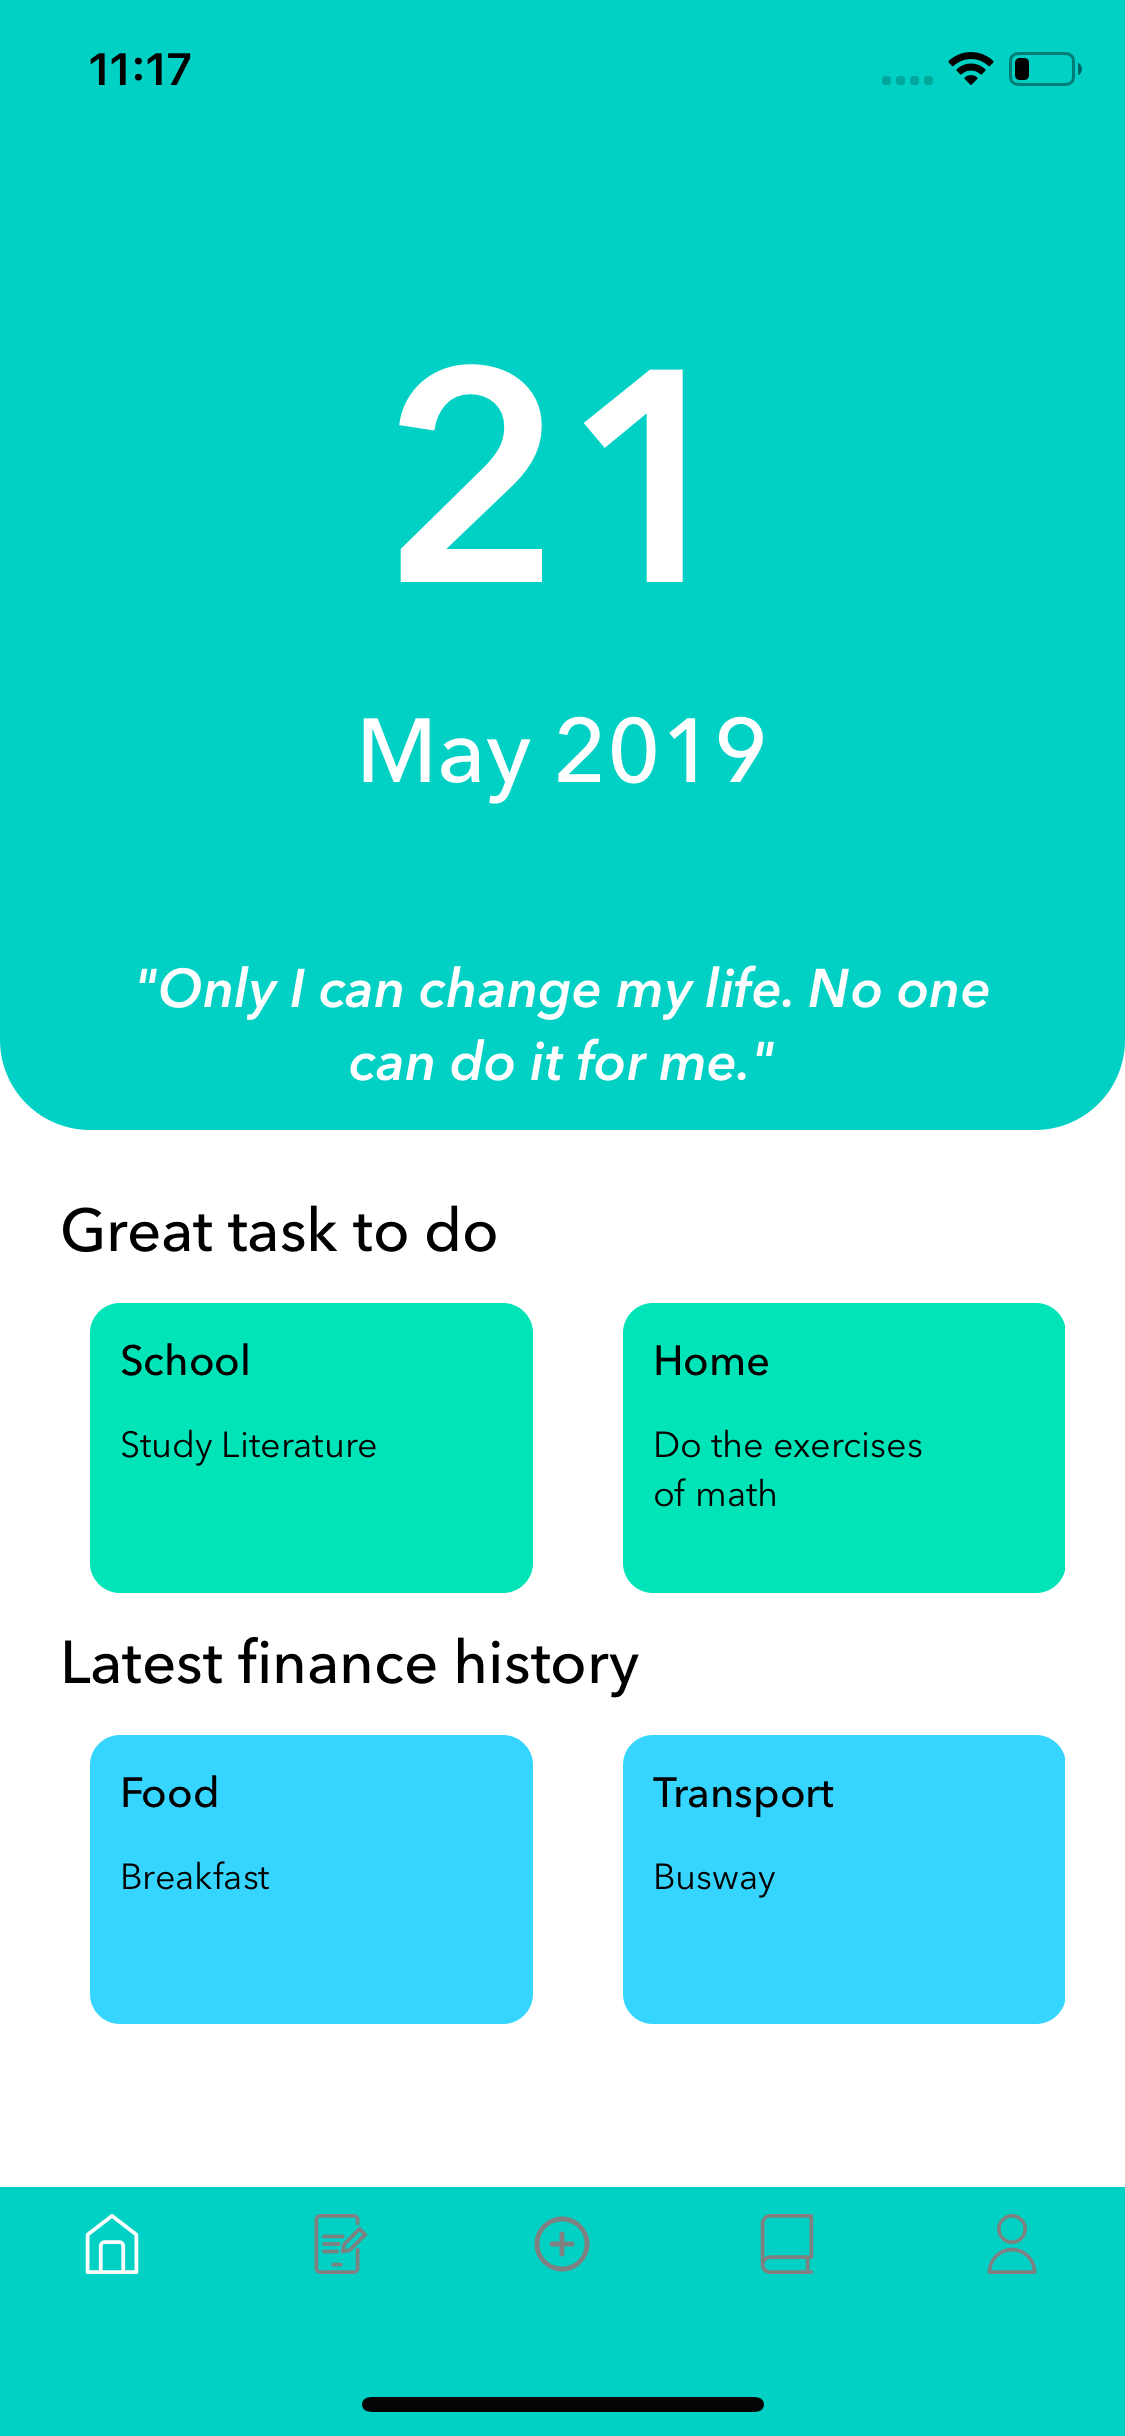 11:17
21
May 2019
"Only I can change my life. No one
can do it for me."
Great task to do
School
Home
Study Literature
Do the exercises
of math
Latest finance history
Food
Transport
Breakfast
Busway